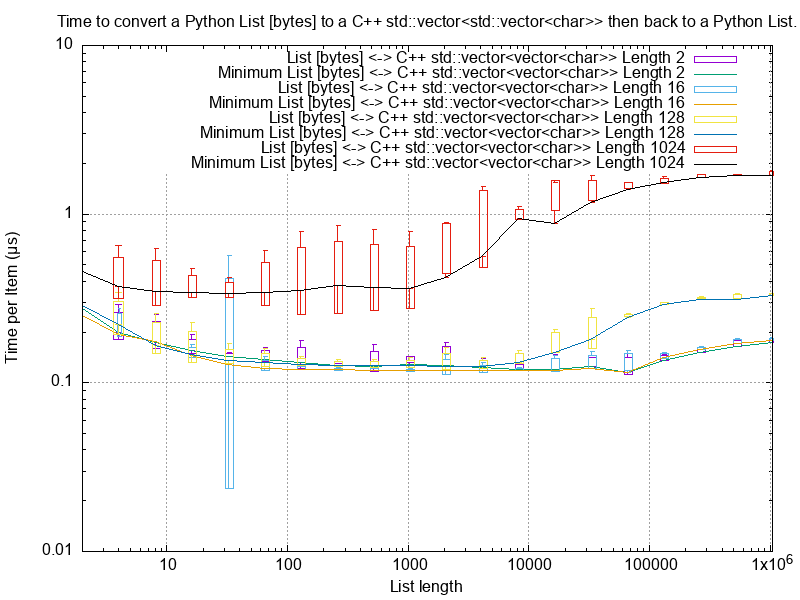 Time to convert a Python List [bytes] to a C++ std::vector<std::vector<char>> then back to a Python List.
List [bytes] <-> C++ std::vector<vector<char>> Length 2
Minimum List [bytes] <-> C++ std::vector<vector<char>> Length 2
List [bytes] <-> C++ std::vector<vector<char>> Length 16
Minimum List [bytes] <-> C++ std::vector<vector<char>> Length 16
List [bytes] <-> C++ std::vector<vector<char>> Length 128
Minimum List [bytes] <-> C++ std::vector<vector<char>> Length 128
List [bytes] <-> C++ std::vector<vector<char>> Length 1024
Minimum List [bytes] <-> C++ std::vector<vector<char>> Length 1024
Time per Item (µs)
10
1
0.1
0.01
10 100 1000 10000 100000 1x10⁶
List length